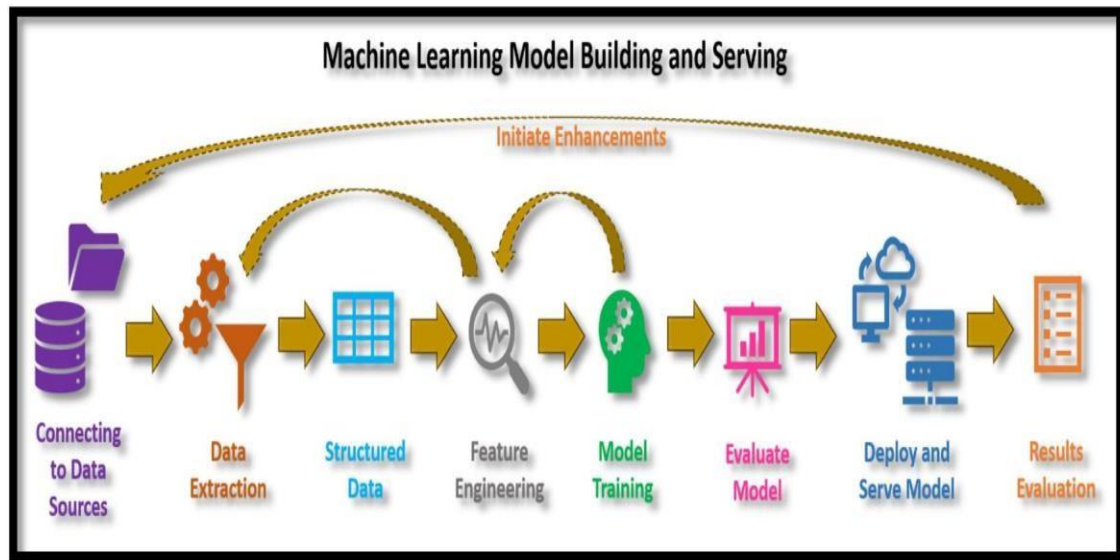 Machine Learning Model Building and Serving
Initiate Enhancements
Connecting
to Data
Sources
Data
Extraction
Structured
Data
Feature
Engineering
Model
Training
Evaluate
Model
Deploy and
Serve Model
Results
Evaluation